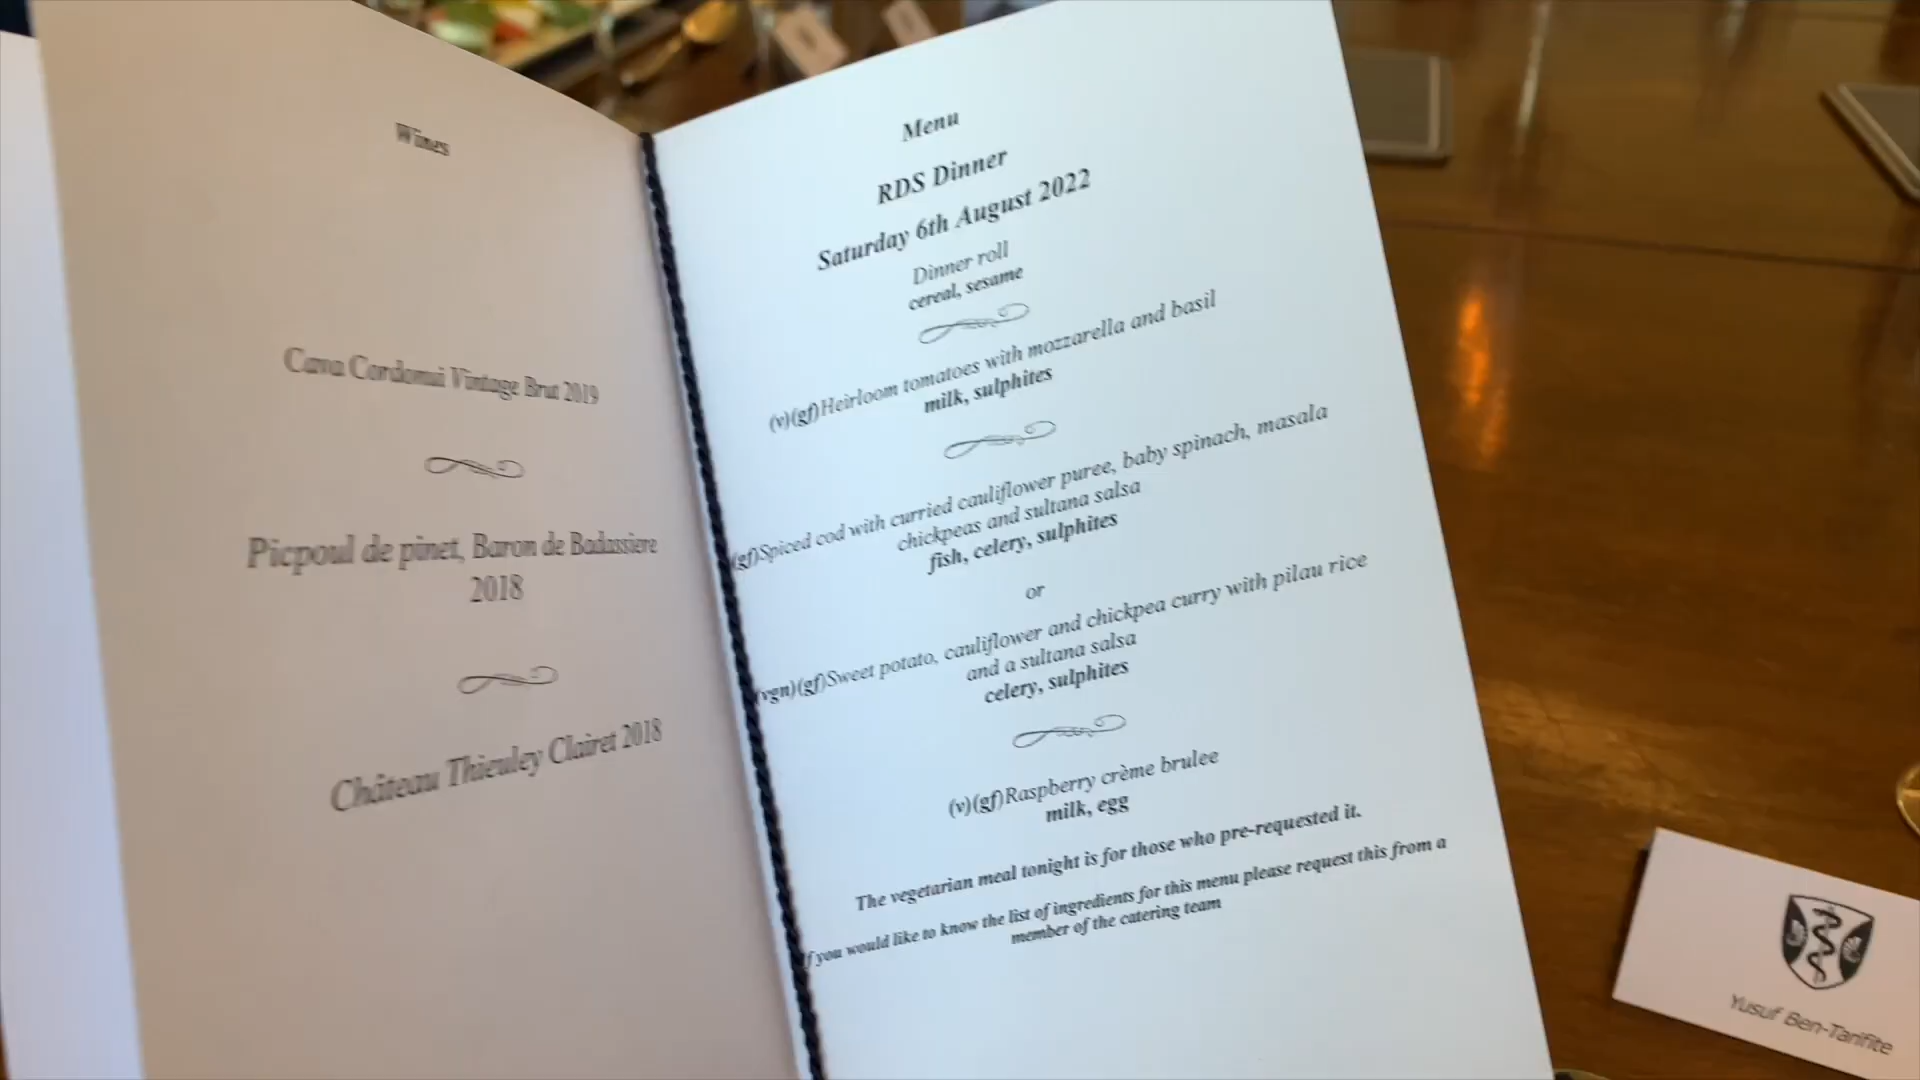 Wines
Cava Cordonui Vintage Brut 2019
Picpoul de pinet, Baron de Badassiere
2018
Château Thieuley Clairet 2018
Menu
RDS Dinner
Saturday 6th August 2022
Dinner roll
cereal, sesame
(v)(gf)Heirloom tomatoes with mozzarella and basil
milk, sulphites
(gf)Spiced cod with curried cauliflower puree, baby spinach, masala
chickpeas and sultana salsa
fish, celery, sulphites
or
(vgn)(gf)Sweet potato, cauliflower and chickpea curry with pilau rice
and a sultana salsa
celery, sulphites
(v)(gf)Raspberry crème brulee
milk, egg
The vegetarian meal tonight is for those who pre-requested it.
If you would like to know the list of ingredients for this menu please request this from a
member of the catering team
Yusuf Ben-Tarifite